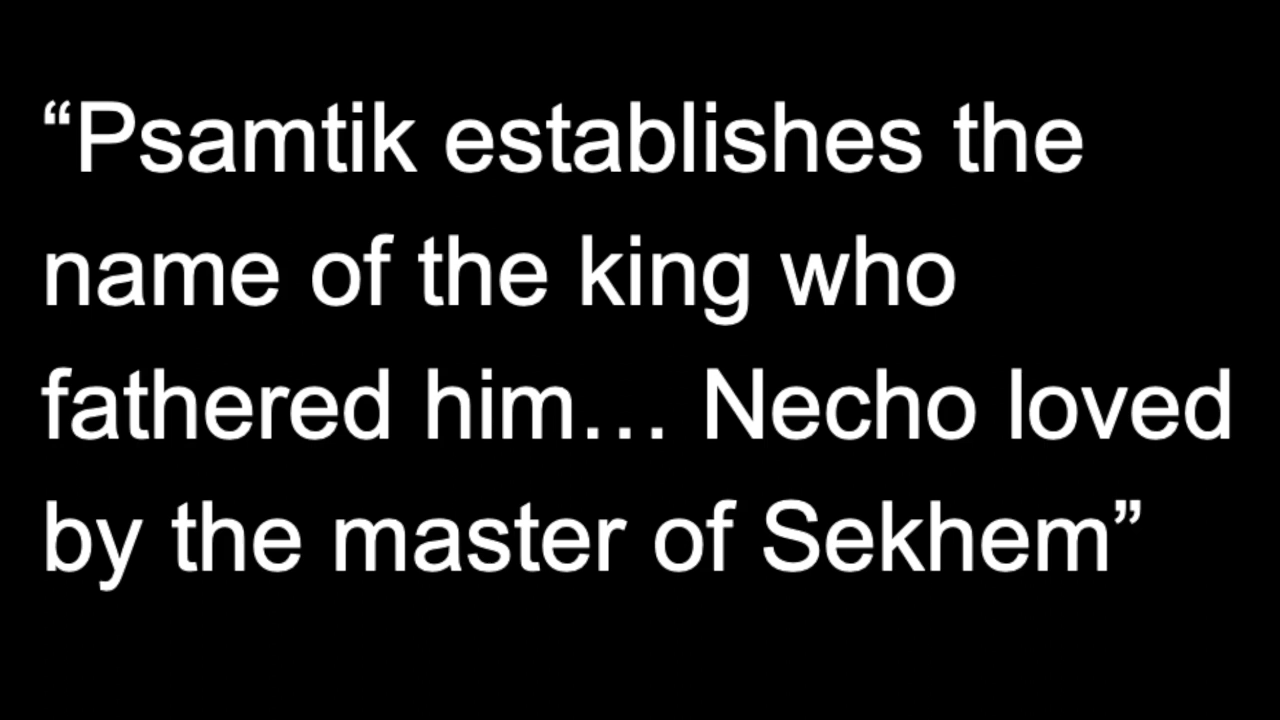 “Psamtik establishes the
name of the king who
fathered him… Necho loved
by the master of Sekhem”